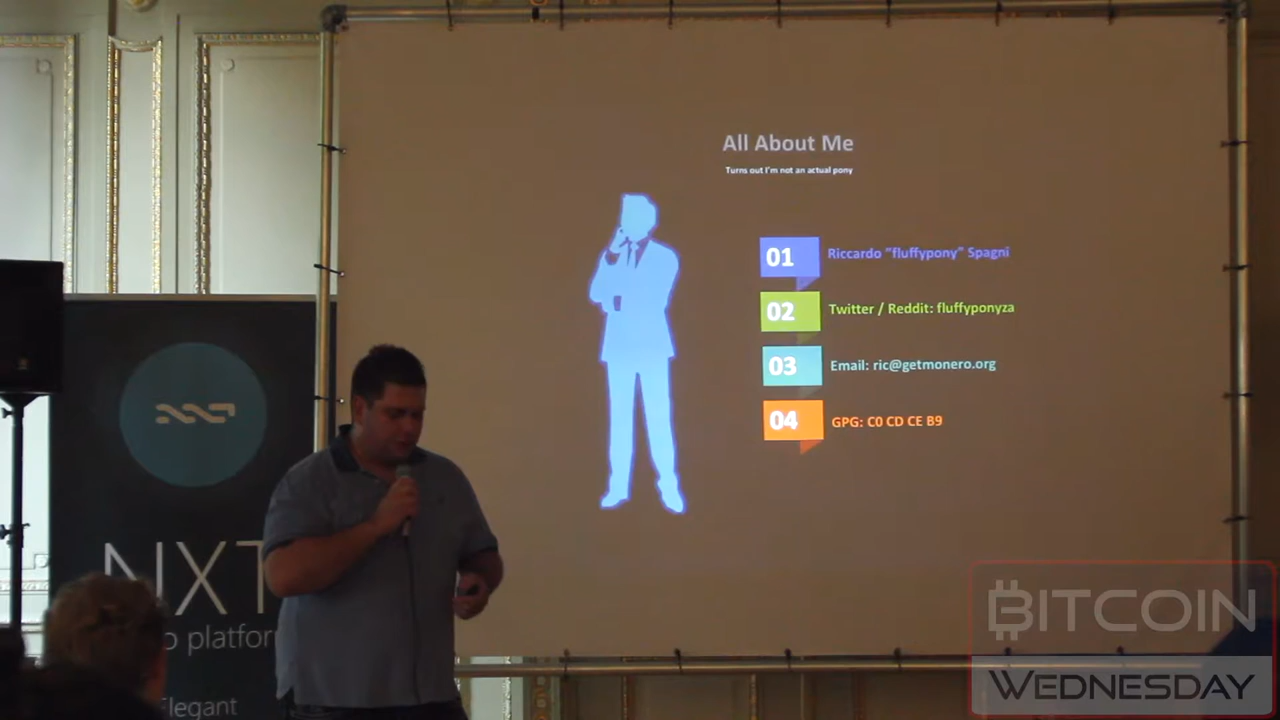 All About Me
Turns out I'm not an actual pony
01 Riccardo "fluffypony" Spagni
02 Twitter / Reddit: fluffyponyza
03 Email: ric@getmonero.org
04 GPG: C0 CD CE B9
NXT
platform
Elegant
BITCOIN
WEDNESDAY